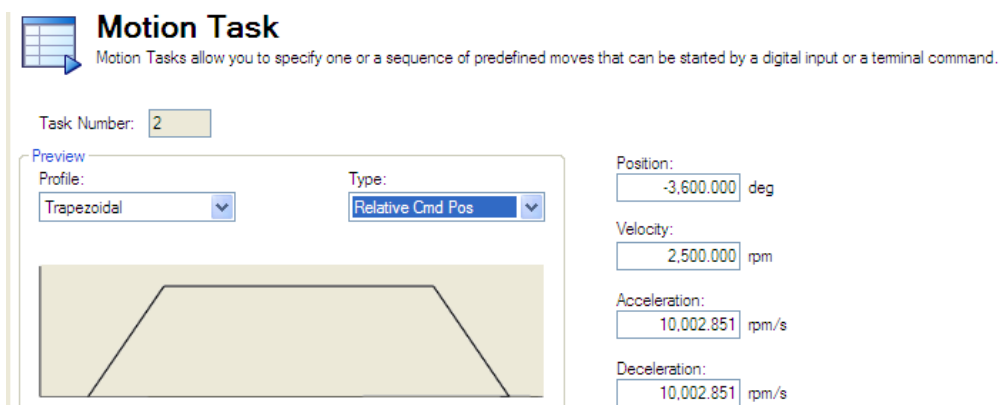 Motion Task
Motion Tasks allow you to specify one or a sequence of predefined moves that can be started by a digital input or a terminal command.
Task Number: 2
Preview
Profile: Type:
Trapezoidal Relative Cmd Pos
Position:
-3,600.000 deg
Velocity:
2,500.000 rpm
Acceleration:
10,002.851 rpm/s
Deceleration:
10,002.851 rpm/s